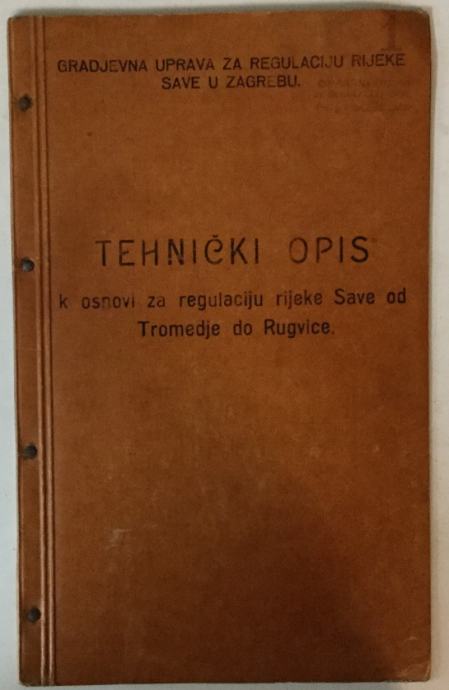 GRADJEVNA UPRAVA ZA REGULACIJU RIJEKE
SAVE U ZAGREBU.
TEHNIČKI OPIS
k osnovi za regulaciju rijeke Save od
Tromedje do Rugvice.